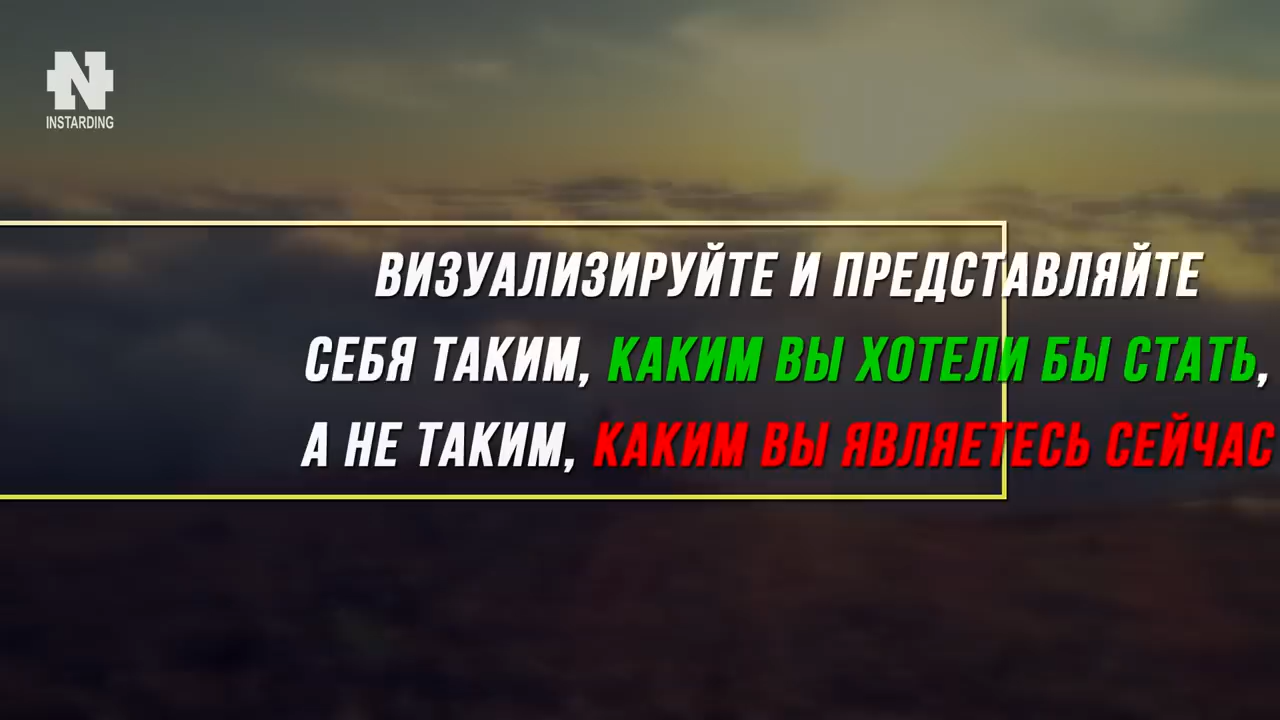 N
INSTARDING
ВИЗУАЛИЗИРУЙТЕ И ПРЕДСТАВЛЯЙТЕ
СЕБЯ ТАКИМ, КАКИМ ВЫ ХОТЕЛИ БЫ СТАТЬ,
А НЕ ТАКИМ, КАКИМ ВЫ ЯВЛЯЕТЕСЬ СЕЙЧАС